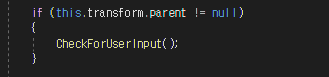 if (this.transform.parent != null)
{
CheckForUserInput();
}